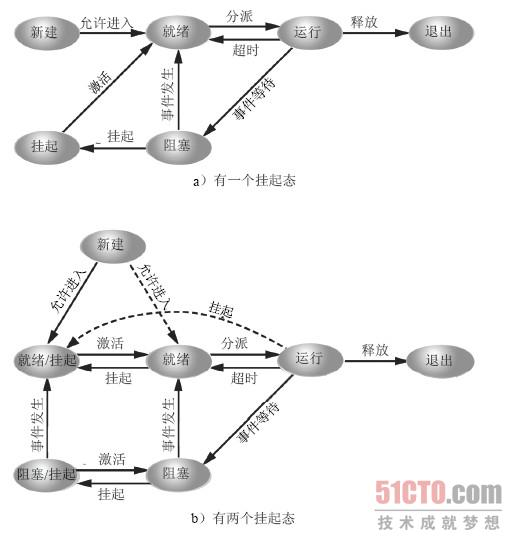 新建
允许进入
就绪
分派
超时
运行
释放
退出
激活
事件发生
事件等待
挂起
挂起
阻塞
a）有一个挂起态
新建
允许进入
允许进入
挂起
就绪/挂起
激活
挂起
就绪
分派
超时
运行
释放
退出
事件发生
事件发生
事件等待
阻塞/挂起
激活
挂起
阻塞
b）有两个挂起态
51CTO.com
技术成就梦想